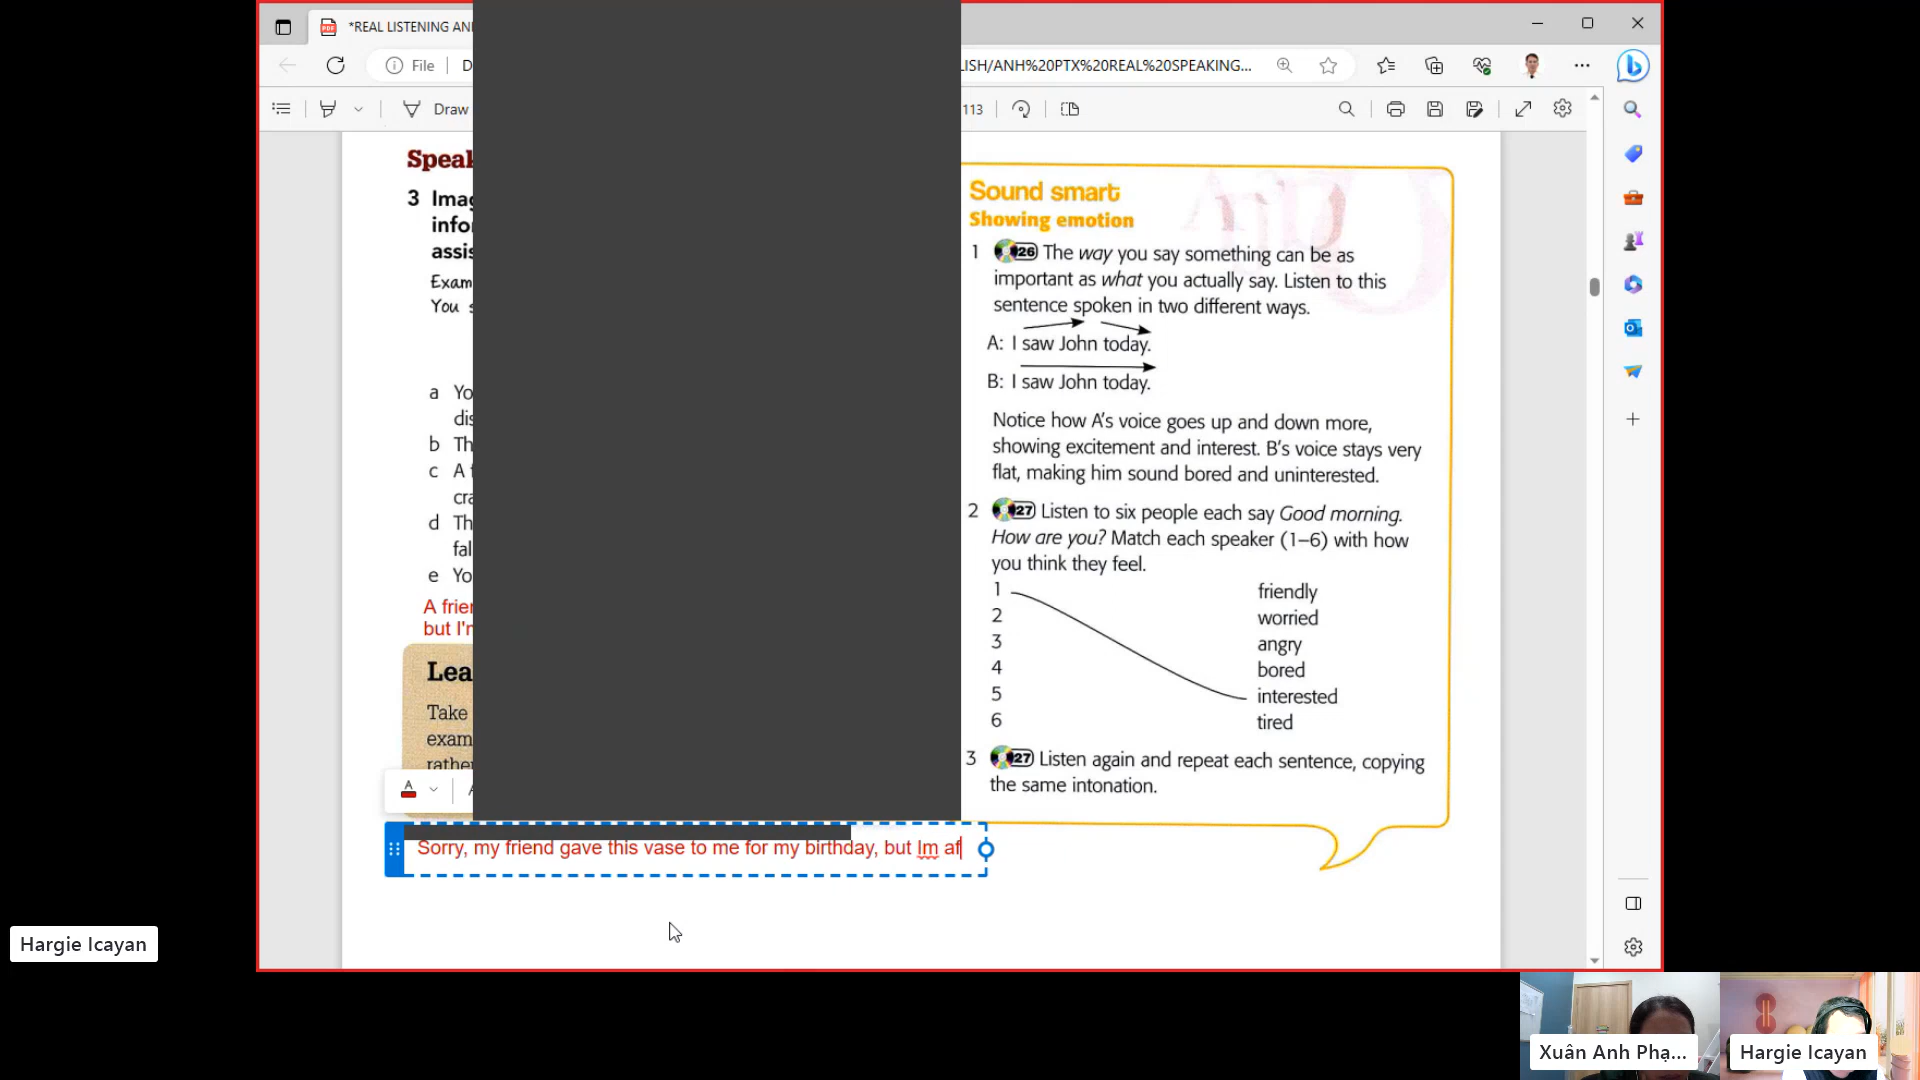 *REAL LISTENING AN
File
LISH/ANH%20PTX%20REAL%20SPEAKING...
Draw
113
Speak
3 Imag
infor
assis
Exam
You s
a Yo
dis
b Th
c A f
cra
d Th
fal
e Yo
A frien
but I'm
Lea
Take
exam
rather
Sound smart
Showing emotion
1 26 The way you say something can be as
important as what you actually say. Listen to this
sentence spoken in two different ways.
A: I saw John today.
B: I saw John today.
Notice how A's voice goes up and down more,
showing excitement and interest. B's voice stays very
flat, making him sound bored and uninterested.
2 27 Listen to six people each say Good morning.
How are you? Match each speaker (1–6) with how
you think they feel.
1 friendly
2 worried
3 angry
4 bored
5 interested
6 tired
3 27 Listen again and repeat each sentence, copying
the same intonation.
Sorry, my friend gave this vase to me for my birthday, but Im af
Hargie Icayan
Xuân Anh Phạ...
Hargie Icayan